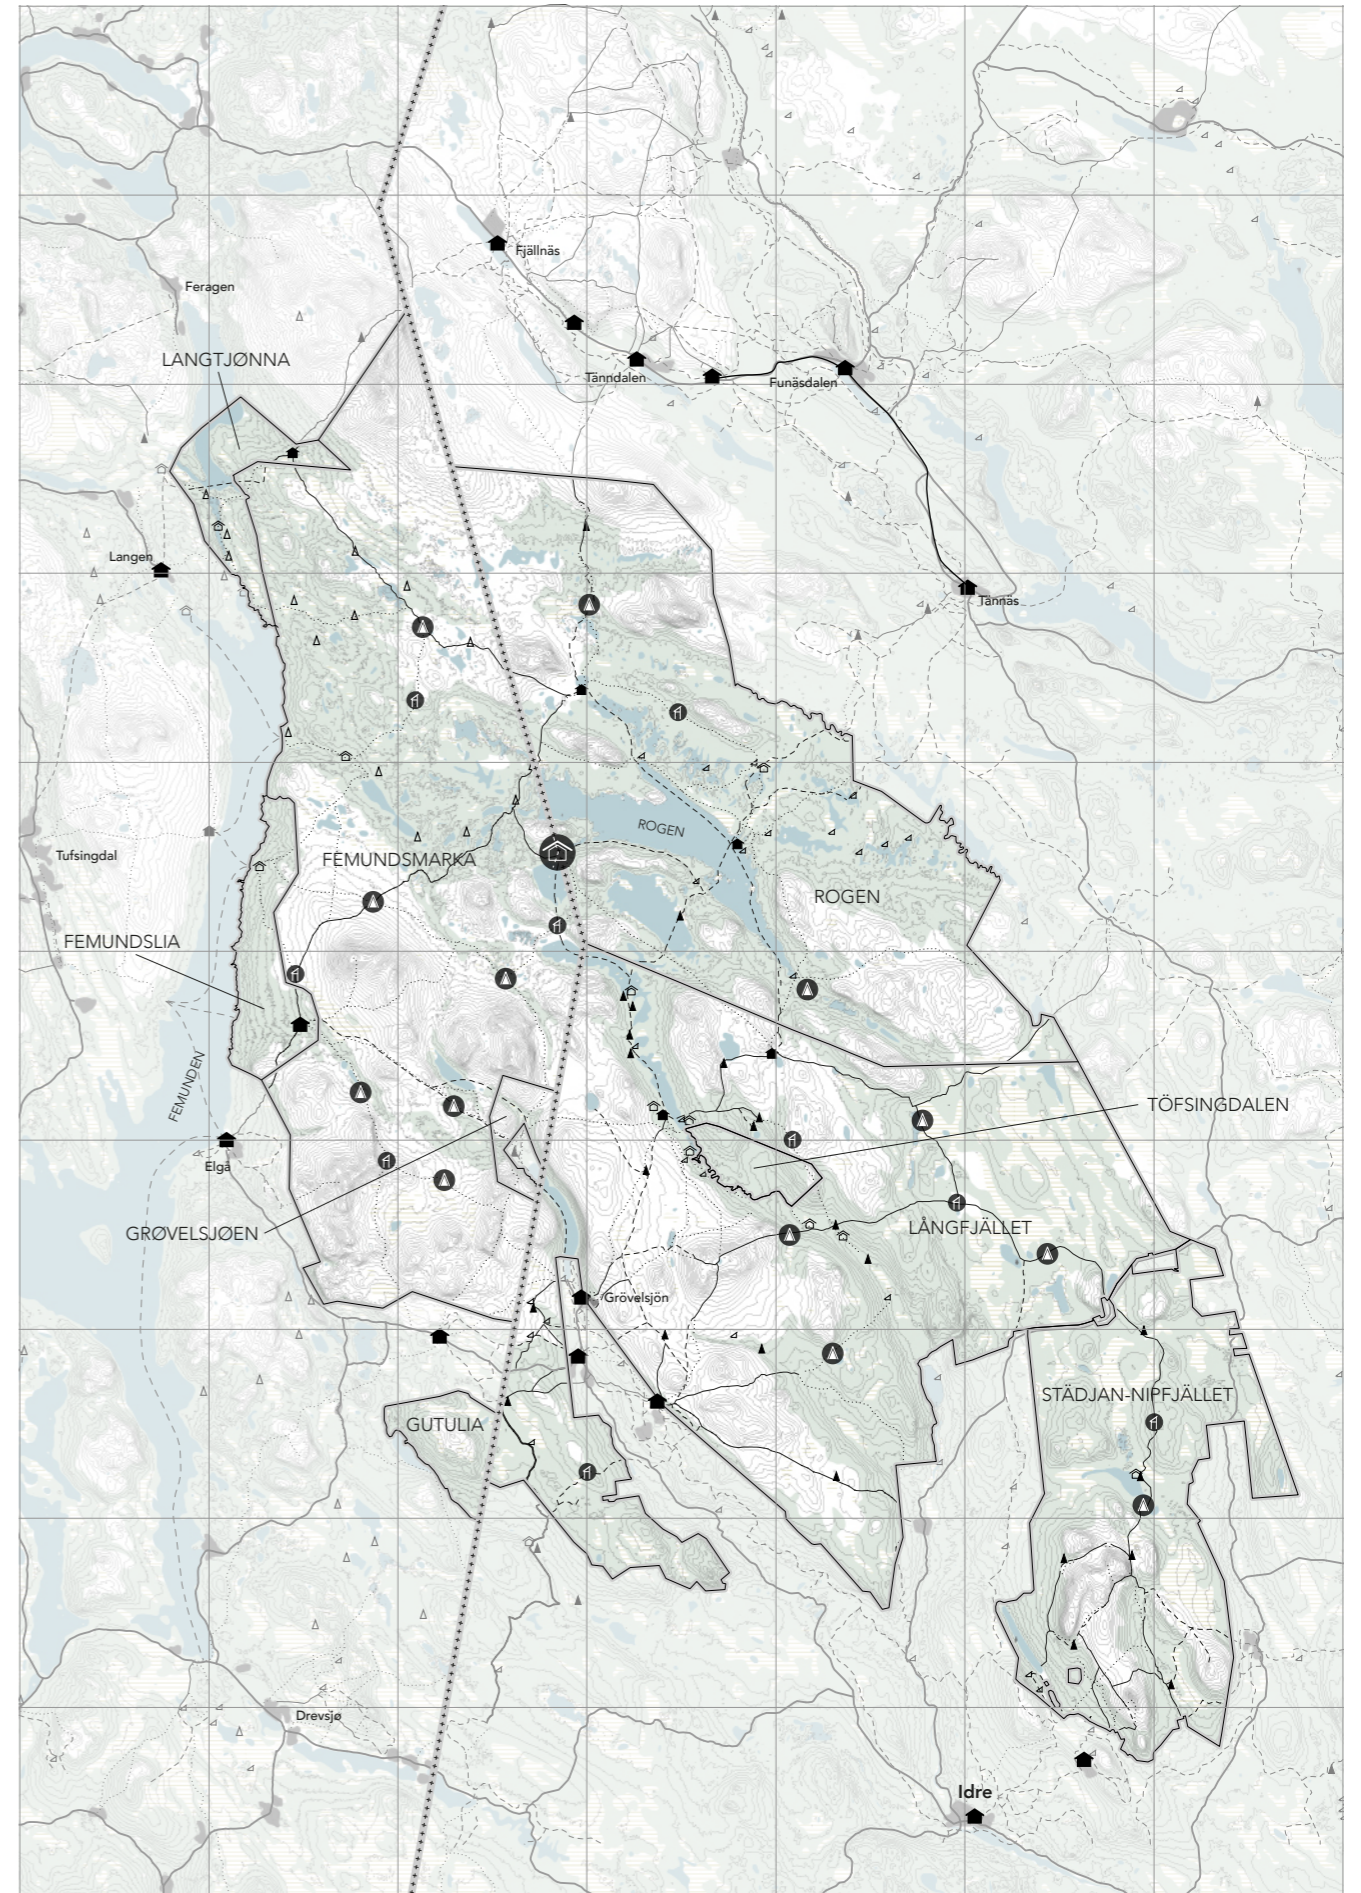 Fjällnäs
Feragen
LANGTJØNNA
Tänndalen
Funäsdalen
Langen
Tännäs
ROGEN
Tufsingdal
FEMUNDSMARKA
ROGEN
FEMUNDSLIA
FEMUNDEN
TÖFSINGDALEN
Elgå
LÅNGFJÄLLET
GRØVELSJØEN
Grövelsjön
STÄDJAN-NIPFJÄLLET
GUTULIA
Drevsjø
Idre